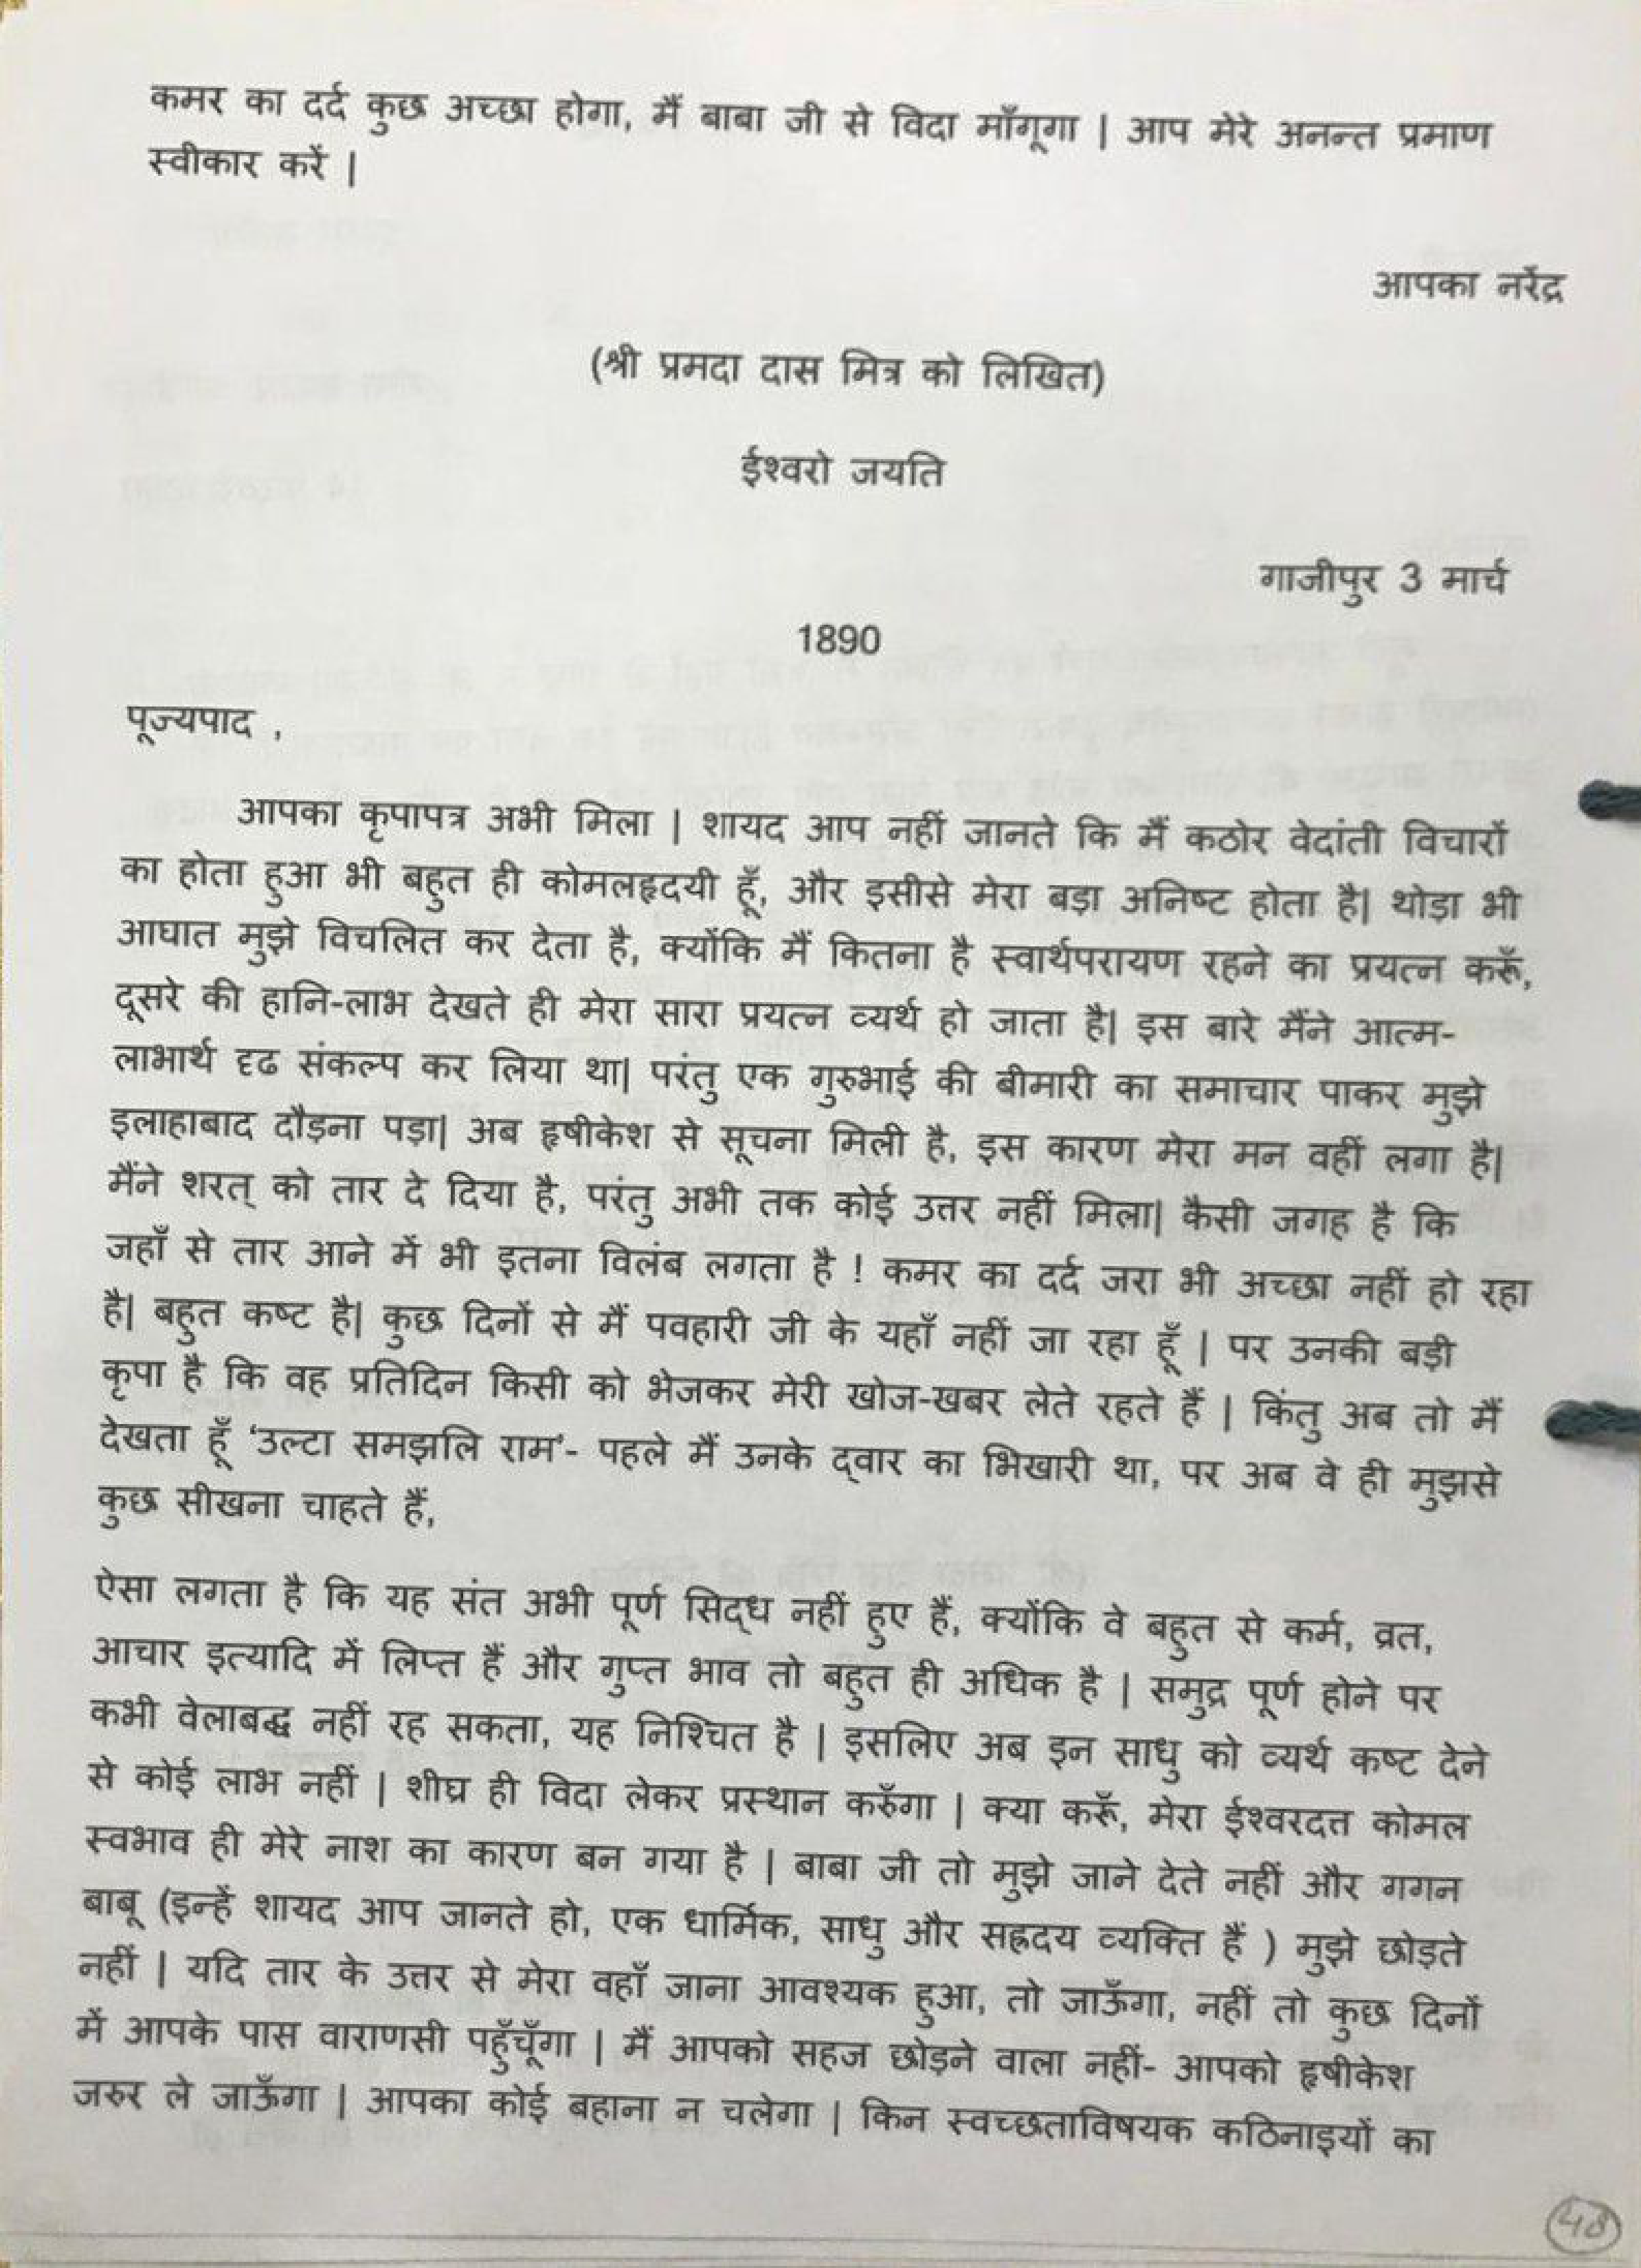 कमर का दर्द कुछ अच्छा होगा, मैं बाबा जी से विदा माँगूगा | आप मेरे अनन्त प्रमाण
स्वीकार करें |
आपका नरेंद्र
(श्री प्रमदा दास मित्र को लिखित)
ईश्वरो जयति
गाजीपुर 3 मार्च
1890
पूज्यपाद ,
आपका कृपापत्र अभी मिला | शायद आप नहीं जानते कि मैं कठोर वेदांती विचारों
का होता हुआ भी बहुत ही कोमलहृदयी हूँ, और इसीसे मेरा बड़ा अनिष्ट होता है| थोड़ा भी
आघात मुझे विचलित कर देता है, क्योंकि मैं कितना है स्वार्थपरायण रहने का प्रयत्न करूँ,
दूसरे की हानि-लाभ देखते ही मेरा सारा प्रयत्न व्यर्थ हो जाता है| इस बारे मैंने आत्म-
लाभार्थ दृढ संकल्प कर लिया था| परंतु एक गुरुभाई की बीमारी का समाचार पाकर मुझे
इलाहाबाद दौड़ना पड़ा| अब हृषीकेश से सूचना मिली है, इस कारण मेरा मन वहीं लगा है|
मैंने शरत् को तार दे दिया है, परंतु अभी तक कोई उत्तर नहीं मिला| कैसी जगह है कि
जहाँ से तार आने में भी इतना विलंब लगता है ! कमर का दर्द जरा भी अच्छा नहीं हो रहा
है| बहुत कष्ट है| कुछ दिनों से मैं पवहारी जी के यहाँ नहीं जा रहा हूँ | पर उनकी बड़ी
कृपा है कि वह प्रतिदिन किसी को भेजकर मेरी खोज-खबर लेते रहते हैं | किंतु अब तो मैं
देखता हूँ ‘उल्टा समझलि राम’- पहले मैं उनके द्वार का भिखारी था, पर अब वे ही मुझसे
कुछ सीखना चाहते हैं,
ऐसा लगता है कि यह संत अभी पूर्ण सिद्ध नहीं हुए हैं, क्योंकि वे बहुत से कर्म, व्रत,
आचार इत्यादि में लिप्त हैं और गुप्त भाव तो बहुत ही अधिक है | समुद्र पूर्ण होने पर
कभी वेलाबद्ध नहीं रह सकता, यह निश्चित है | इसलिए अब इन साधु को व्यर्थ कष्ट देने
से कोई लाभ नहीं | शीघ्र ही विदा लेकर प्रस्थान करुँगा | क्या करूँ, मेरा ईश्वरदत्त कोमल
स्वभाव ही मेरे नाश का कारण बन गया है | बाबा जी तो मुझे जाने देते नहीं और गगन
बाबू (इन्हें शायद आप जानते हो, एक धार्मिक, साधु और सहृदय व्यक्ति हैं ) मुझे छोड़ते
नहीं | यदि तार के उत्तर से मेरा वहाँ जाना आवश्यक हुआ, तो जाऊँगा, नहीं तो कुछ दिनों
में आपके पास वाराणसी पहुँचूँगा | मैं आपको सहज छोड़ने वाला नहीं- आपको हृषीकेश
जरुर ले जाऊँगा | आपका कोई बहाना न चलेगा | किन स्वच्छताविषयक कठिनाइयों का
48